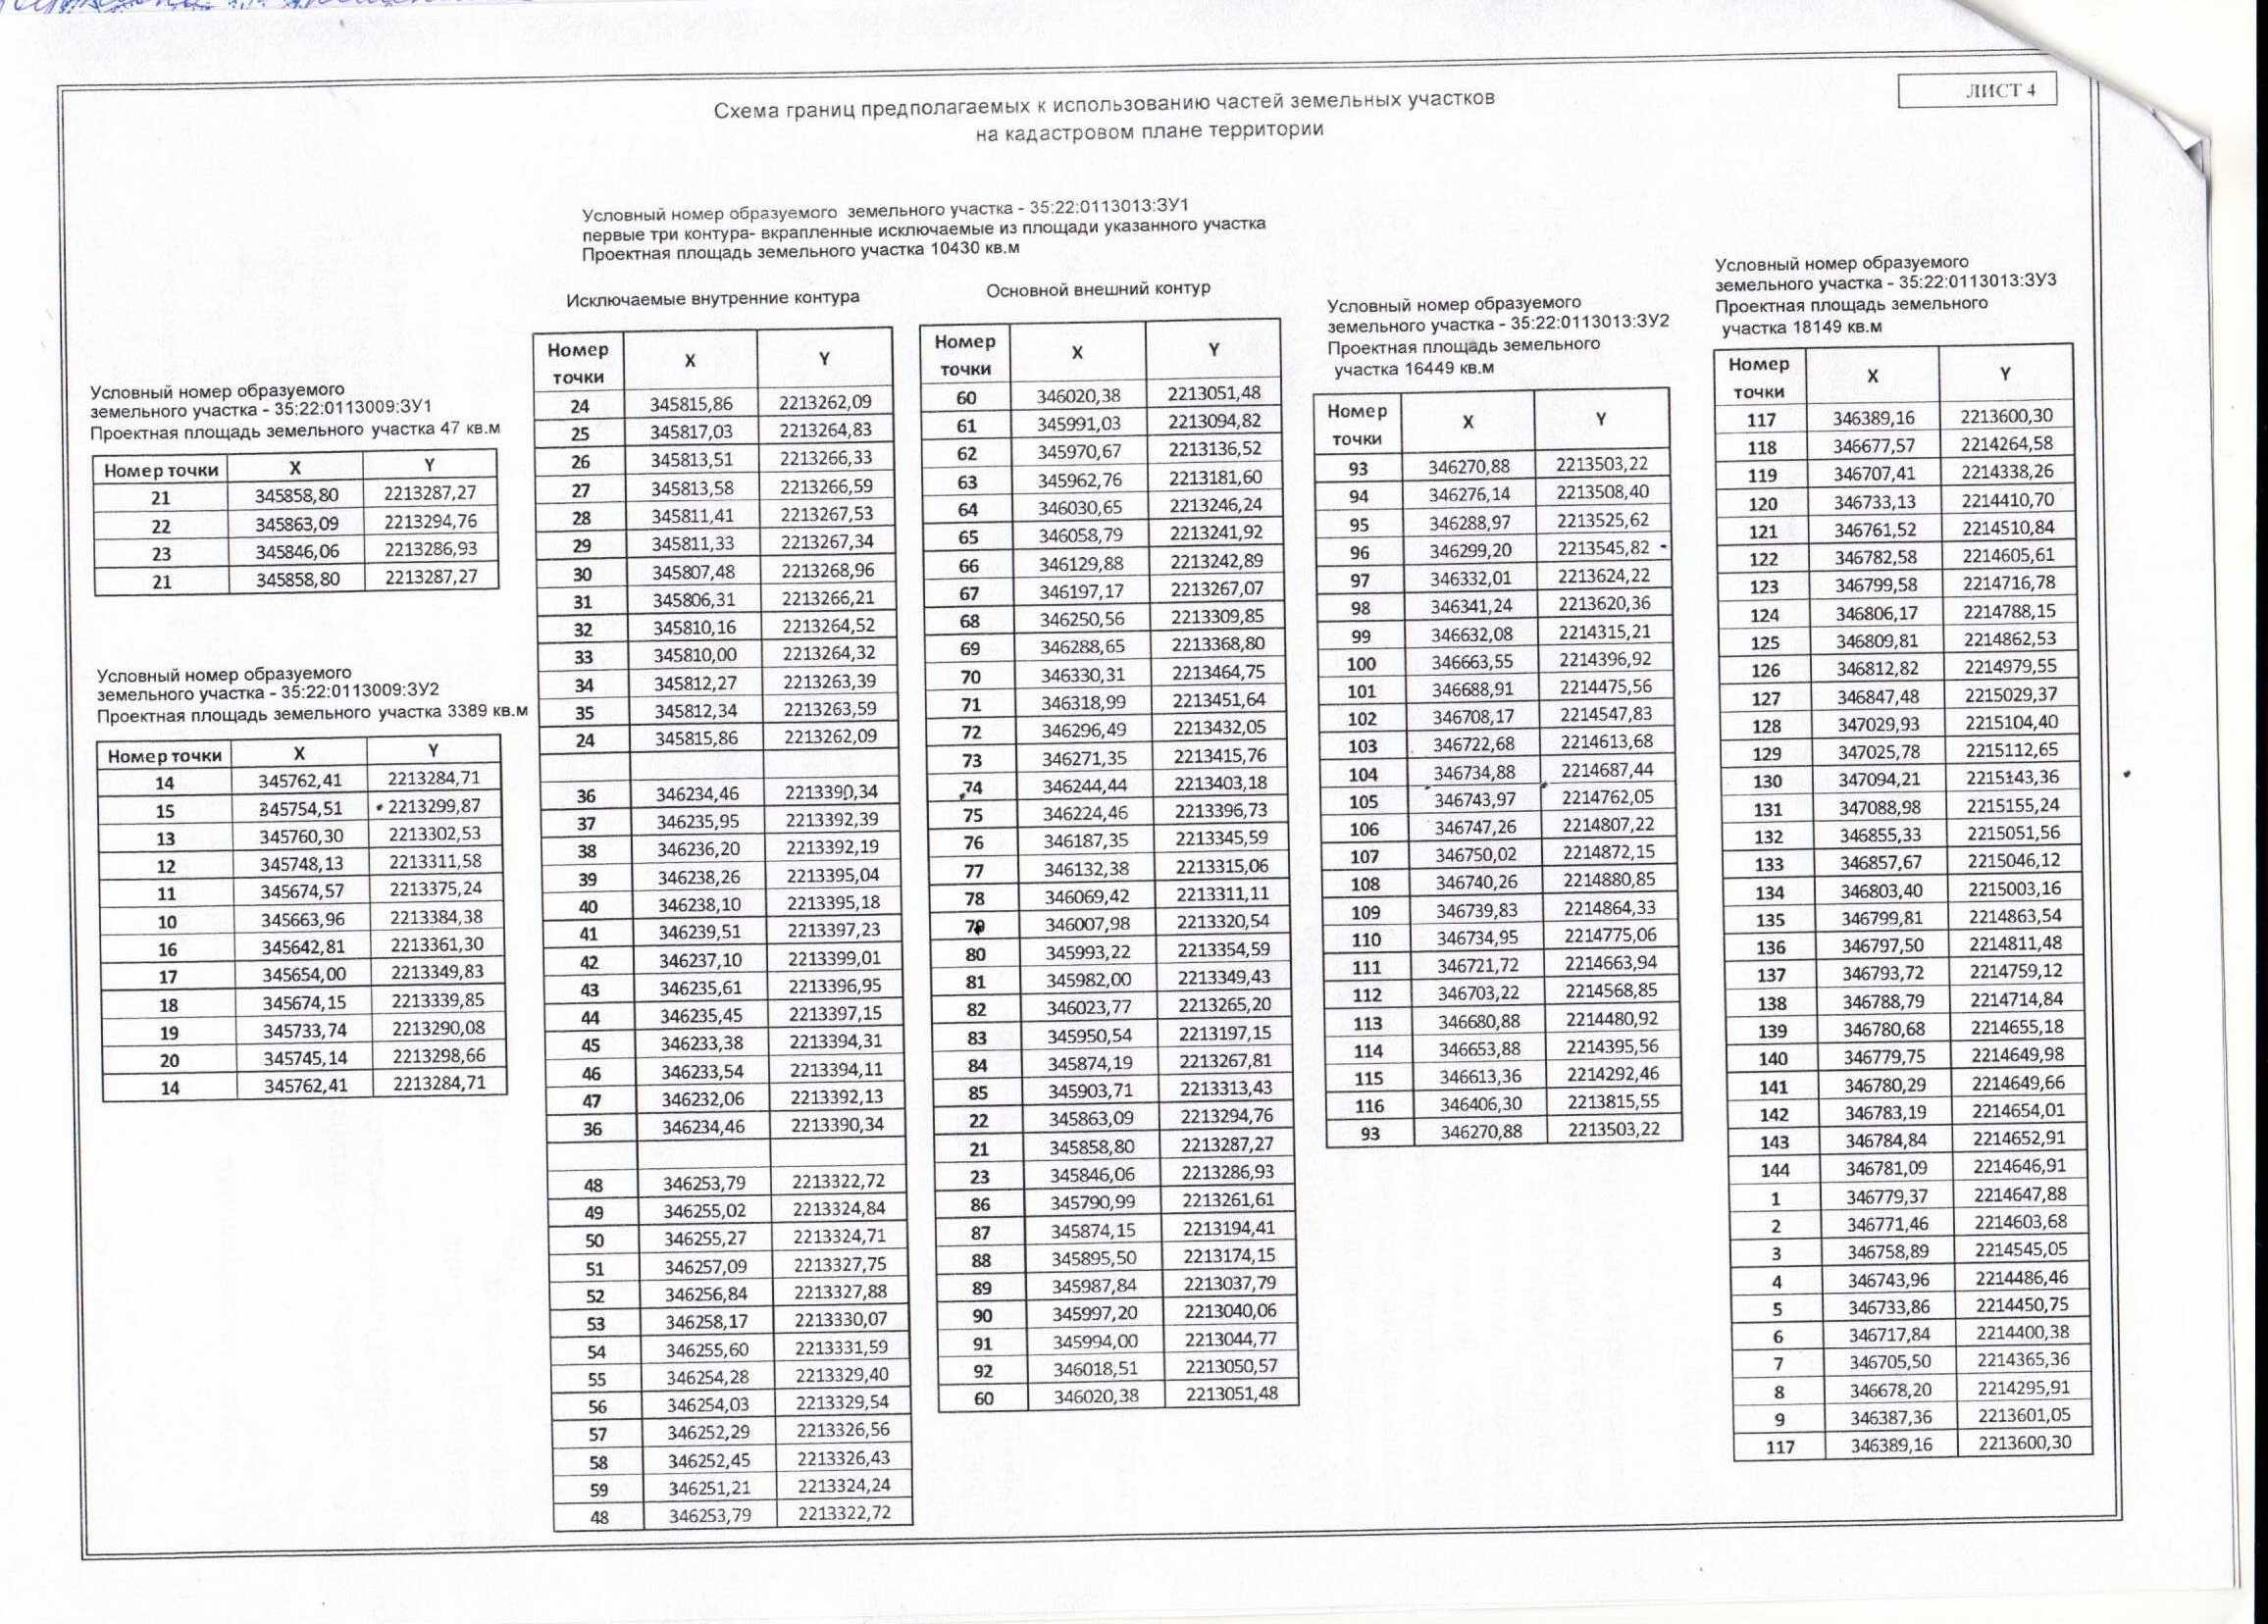 ЛИСТ 4
Схема границ предполагаемых к использованию частей земельных участков
на кадастровом плане территории
Условный номер образуемого земельного участка - 35:22:0113013:ЗУ1
первые три контура- вкрапленные исключаемые из площади указанного участка
Проектная площадь земельного участка 10430 кв.м
Условный номер образуемого
земельного участка - 35:22:0113009:ЗУ1
Проектная площадь земельного участка 47 кв.м
Номер точки X Y
21 345858,80 2213287,27
22 345863,09 2213294,76
23 345846,06 2213286,93
21 345858,80 2213287,27
Условный номер образуемого
земельного участка - 35:22:0113009:ЗУ2
Проектная площадь земельного участка 3389 кв.м
Номер точки X Y
14 345762,41 2213284,71
15 345754,51 2213299,87
13 345760,30 2213302,53
12 345748,13 2213311,58
11 345674,57 2213375,24
10 345663,96 2213384,38
16 345642,81 2213361,30
17 345654,00 2213349,83
18 345674,15 2213339,85
19 345733,74 2213290,08
20 345745,14 2213298,66
14 345762,41 2213284,71
Исключаемые внутренние контура
Номер точки X Y
24 345815,86 2213262,09
25 345817,03 2213264,83
26 345813,51 2213266,33
27 345813,58 2213266,59
28 345811,41 2213267,53
29 345811,33 2213267,34
30 345807,48 2213268,96
31 345806,31 2213266,21
32 345810,16 2213264,52
33 345810,00 2213264,32
34 345812,27 2213263,39
35 345812,34 2213263,59
24 345815,86 2213262,09
36 346234,46 2213390,34
37 346235,95 2213392,39
38 346236,20 2213392,19
39 346238,26 2213395,04
40 346238,10 2213395,18
41 346239,51 2213397,23
42 346237,10 2213399,01
43 346235,61 2213396,95
44 346235,45 2213397,15
45 346233,38 2213394,31
46 346233,54 2213394,11
47 346232,06 2213392,13
36 346234,46 2213390,34
48 346253,79 2213322,72
49 346255,02 2213324,84
50 346255,27 2213324,71
51 346257,09 2213327,75
52 346256,84 2213327,88
53 346258,17 2213330,07
54 346255,60 2213331,59
55 346254,28 2213329,40
56 346254,03 2213329,54
57 346252,29 2213326,56
58 346252,45 2213326,43
59 346251,21 2213324,24
48 346253,79 2213322,72
Основной внешний контур
Номер точки X Y
60 346020,38 2213051,48
61 345991,03 2213094,82
62 345970,67 2213136,52
63 345962,76 2213181,60
64 346030,65 2213246,24
65 346058,79 2213241,92
66 346129,88 2213242,89
67 346197,17 2213267,07
68 346250,56 2213309,85
69 346288,65 2213368,80
70 346330,31 2213464,75
71 346318,99 2213451,64
72 346296,49 2213432,05
73 346271,35 2213415,76
74 346244,44 2213403,18
75 346224,46 2213396,73
76 346187,35 2213345,59
77 346132,38 2213315,06
78 346069,42 2213311,11
79 346007,98 2213320,54
80 345993,22 2213354,59
81 345982,00 2213349,43
82 346023,77 2213265,20
83 345950,54 2213197,15
84 345874,19 2213267,81
85 345903,71 2213313,43
22 345863,09 2213294,76
21 345858,80 2213287,27
23 345846,06 2213286,93
86 345790,99 2213261,61
87 345874,15 2213194,41
88 345895,50 2213174,15
89 345987,84 2213037,79
90 345997,20 2213040,06
91 345994,00 2213044,77
92 346018,51 2213050,57
60 346020,38 2213051,48
Условный номер образуемого
земельного участка - 35:22:0113013:ЗУ2
Проектная площадь земельного
участка 16449 кв.м
Номер точки X Y
93 346270,88 2213503,22
94 346276,14 2213508,40
95 346288,97 2213525,62
96 346299,20 2213545,82
97 346332,01 2213624,22
98 346341,24 2213620,36
99 346632,08 2214315,21
100 346663,55 2214396,92
101 346688,91 2214475,56
102 346708,17 2214547,83
103 346722,68 2214613,68
104 346734,88 2214687,44
105 346743,97 2214762,05
106 346747,26 2214807,22
107 346750,02 2214872,15
108 346740,26 2214880,85
109 346739,83 2214864,33
110 346734,95 2214775,06
111 346721,72 2214663,94
112 346703,22 2214568,85
113 346680,88 2214480,92
114 346653,88 2214395,56
115 346613,36 2214292,46
116 346406,30 2213815,55
93 346270,88 2213503,22
Условный номер образуемого
земельного участка - 35:22:0113013:ЗУ3
Проектная площадь земельного
участка 18149 кв.м
Номер точки X Y
117 346389,16 2213600,30
118 346677,57 2214264,58
119 346707,41 2214338,26
120 346733,13 2214410,70
121 346761,52 2214510,84
122 346782,58 2214605,61
123 346799,58 2214716,78
124 346806,17 2214788,15
125 346809,81 2214862,53
126 346812,82 2214979,55
127 346847,48 2215029,37
128 347029,93 2215104,40
129 347025,78 2215112,65
130 347094,21 2215143,36
131 347088,98 2215155,24
132 346855,33 2215051,56
133 346857,67 2215046,12
134 346803,40 2215003,16
135 346799,81 2214863,54
136 346797,50 2214811,48
137 346793,72 2214759,12
138 346788,79 2214714,84
139 346780,68 2214655,18
140 346779,75 2214649,98
141 346780,29 2214649,66
142 346783,19 2214654,01
143 346784,84 2214652,91
144 346781,09 2214646,91
1 346779,37 2214647,88
2 346771,46 2214603,68
3 346758,89 2214545,05
4 346743,96 2214486,46
5 346733,86 2214450,75
6 346717,84 2214400,38
7 346705,50 2214365,36
8 346678,20 2214295,91
9 346387,36 2213601,05
117 346389,16 2213600,30